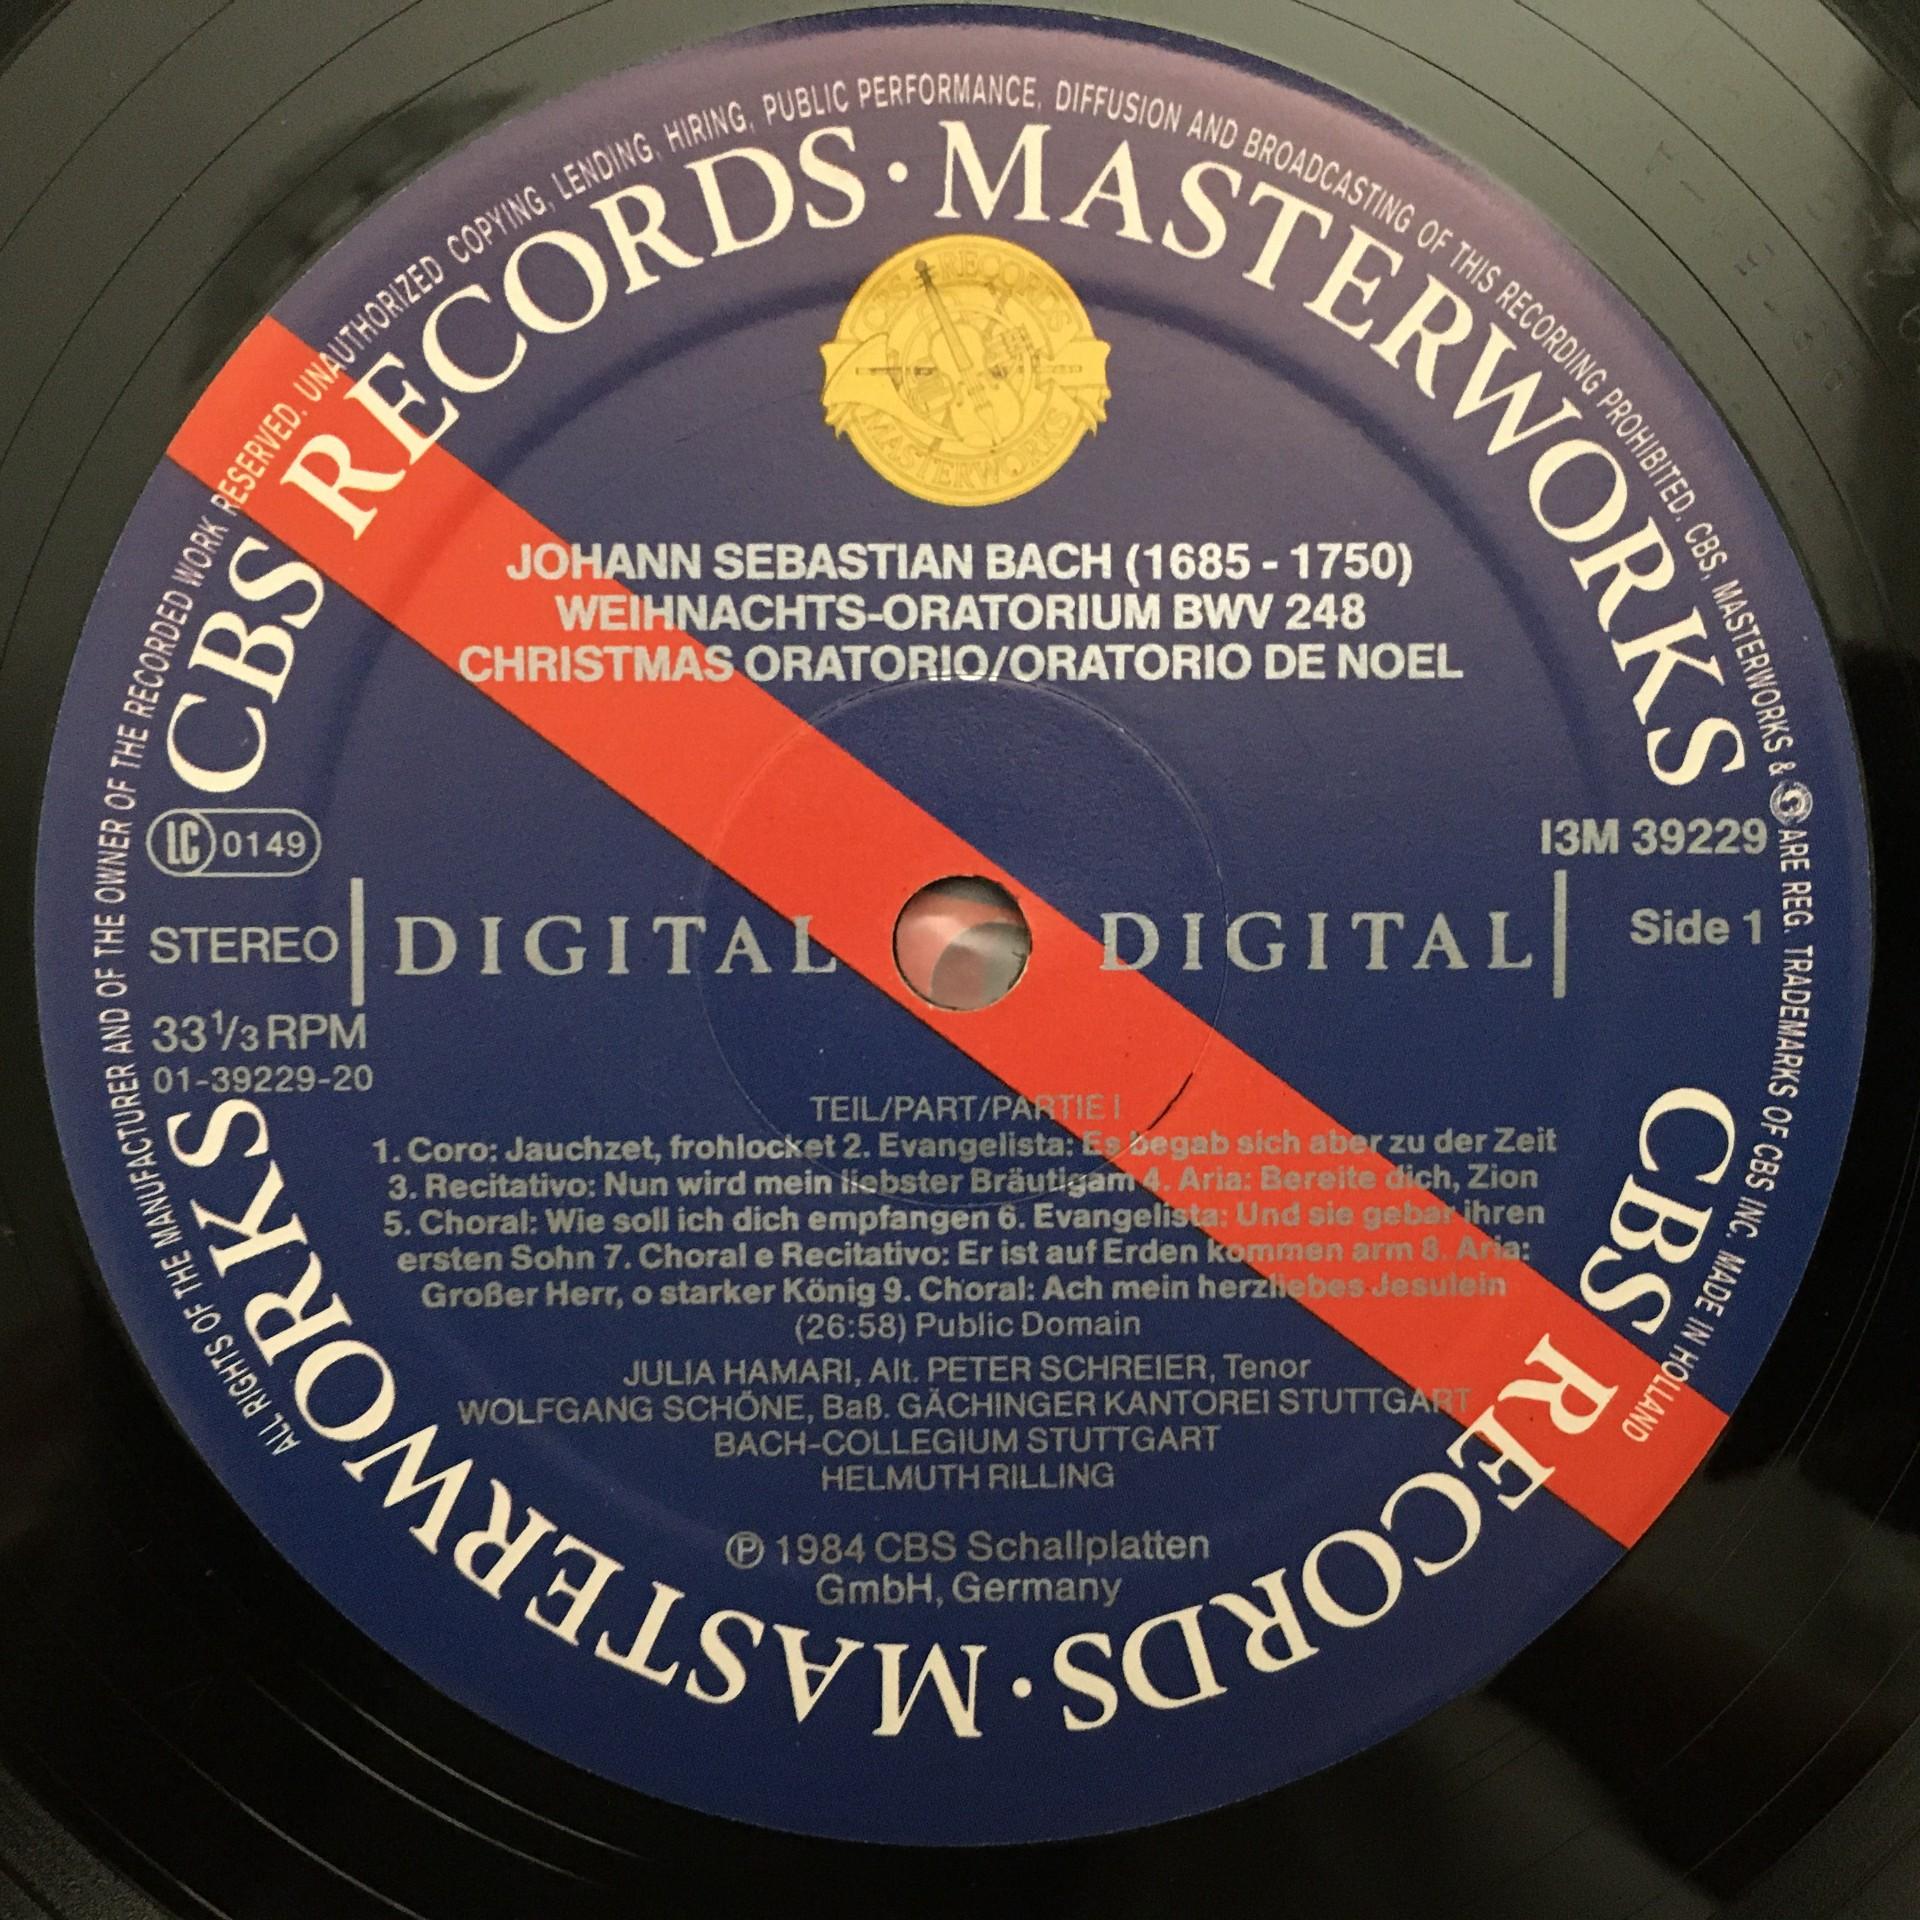 ALL RIGHTS OF THE MANUFACTURER AND OF THE OWNER OF THE RECORDED WORK RESERVED. UNAUTHORIZED COPYING, LENDING, HIRING, PUBLIC PERFORMANCE, DIFFUSION AND BROADCASTING OF THIS RECORDING PROHIBITED. CBS, MASTERWORKS & ARE REG. TRADEMARKS OF CBS INC. MADE IN HOLLAND
CBS RECORDS · MASTERWORKS
CBS RECORDS
MASTERWORKS
JOHANN SEBASTIAN BACH (1685 - 1750)
WEIHNACHTS-ORATORIUM BWV 248
CHRISTMAS ORATORIO/ORATORIO DE NOEL
LC 0149
I3M 39229
STEREO
DIGITAL DIGITAL
Side 1
33 1/3 RPM
01-39229-20
TEIL/PART/PARTIE I
1. Coro: Jauchzet, frohlocket 2. Evangelista: Es begab sich aber zu der Zeit
3. Recitativo: Nun wird mein liebster Bräutigam 4. Aria: Bereite dich, Zion
5. Choral: Wie soll ich dich empfangen 6. Evangelista: Und sie gebar ihren
ersten Sohn 7. Choral e Recitativo: Er ist auf Erden kommen arm 8. Aria:
Großer Herr, o starker König 9. Choral: Ach mein herzliebes Jesulein
(26:58) Public Domain
JULIA HAMARI, Alt. PETER SCHREIER, Tenor
WOLFGANG SCHÖNE, Baß. GÄCHINGER KANTOREI STUTTGART
BACH-COLLEGIUM STUTTGART
HELMUTH RILLING
℗ 1984 CBS Schallplatten
GmbH, Germany
CBS RECORDS · MASTERWORKS